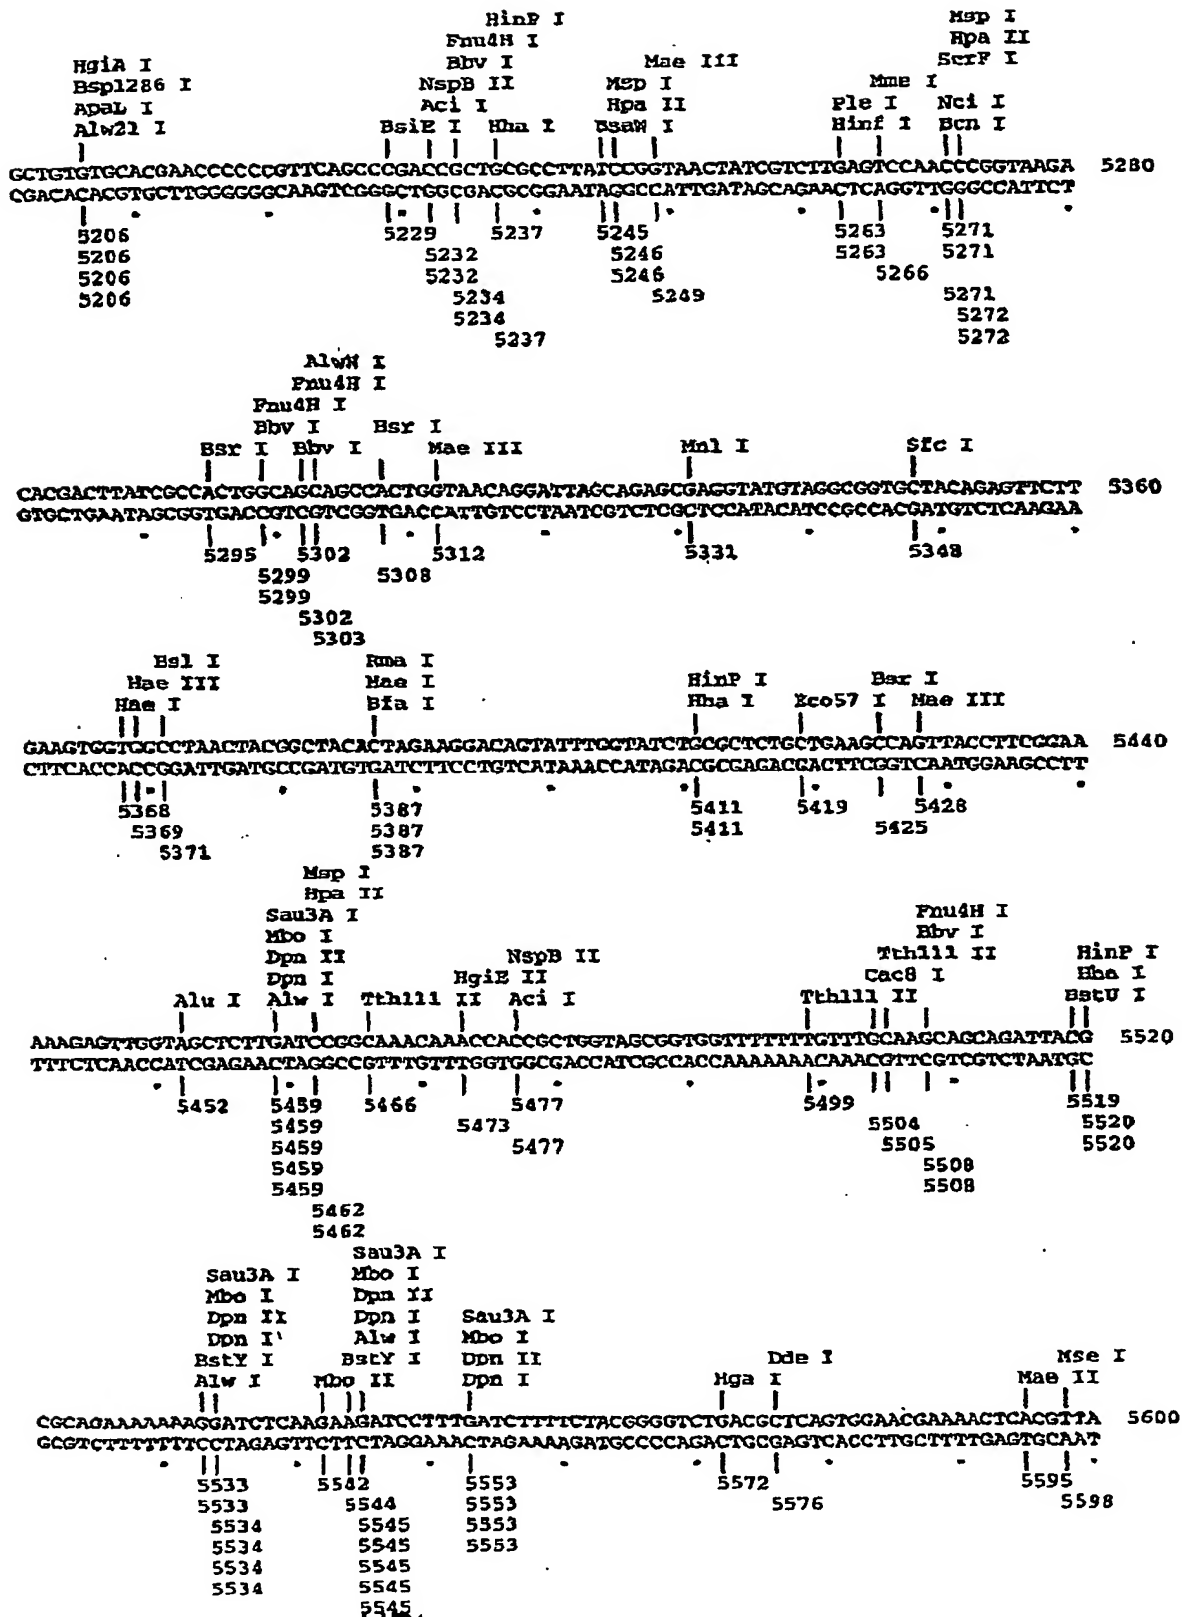 HinP I
Fnu4H I
Bbv I
NspB II
Aci I
HgiA I
Bsp1286 I
ApaL I
Alw21 I
BsiE I
Hha I
Mae III
Msp I
Hpa II
BsaW I
Mme I
Ple I
Hinf I
Msp I
Hpa II
ScrF I
Nci I
Bcn I
GCTGTGTGCACGAACCCCCCGTTCAGCCCGACCGCTGCGCCTTATCCGGTAACTATCGTCTTGAGTCCAACCCGGTAAGA 5280
CGACACACGTGCTTGGGGGGCAAGTCGGGCTGGCGACGCGGAATAGGCCATTGATAGCAGAACTCAGGTTGGGCCATTCT
5206 5229 5237 5245 5263 5271
5206 5232 5246 5263 5271
5206 5232 5246 5266
5206 5234 5249 5271
5234 5272
5237 5272
AlwN I
Fnu4H I
Fnu4H I
Bbv I Bsr I
Bsr I Bbv I Mae III Mnl I Sfc I
CACGACTTATCGCCACTGGCAGCAGCCACTGGTAACAGGATTAGCAGAGCGAGGTATGTAGGCGGTGCTACAGAGTTCTT 5360
GTGCTGAATAGCGGTGACCGTCGTCGGTGACCATTGTCCTAATCGTCTCGCTCCATACATCCGCCACGATGTCTCAAGAA
5295 5302 5312 5331 5348
5299 5308
5299
5302
5303
Bsl I Rma I
Hae III Mae I HinP I Bsr I
Hae I Bfa I Hha I Eco57 I Mae III
GAAGTGGTGGCCTAACTACGGCTACACTAGAAGGACAGTATTTGGTATCTGCGCTCTGCTGAAGCCAGTTACCTTCGGAA 5440
CTTCACCACCGGATTGATGCCGATGTGATCTTCCTGTCATAAACCATAGACGCGAGACGACTTCGGTCAATGGAAGCCTT
5368 5387 5411 5419 5428
5369 5387 5411 5425
5371 5387
Msp I
Hpa II
Sau3A I Fnu4H I
Mbo I Bbv I
Dpn II NspB II Tth111 II HinP I
Dpn I HgiE II Cac8 I Hha I
Alu I Alw I Tth111 II Aci I Tth111 II BstU I
AAAGAGTTGGTAGCTCTTGATCCGGCAAACAAACCACCGCTGGTAGCGGTGGTTTTTTTGTTTGCAAGCAGCAGATTACG 5520
TTTCTCAACCATCGAGAACTAGGCCGTTTGTTTGGTGGCGACCATCGCCACCAAAAAAACAAACGTTCGTCGTCTAATGC
5452 5459 5466 5477 5499 5519
5459 5473 5504 5520
5459 5477 5505 5520
5459 5508
5459 5508
5462
5462
Sau3A I
Sau3A I Mbo I
Mbo I Dpn II
Dpn II Dpn I Sau3A I
Dpn I Alw I Mbo I
BstY I BstY I Dpn II Dde I Mse I
Alw I Mbo II Dpn I Hga I Mae II
CGCAGAAAAAAAGGATCTCAAGAAGATCCTTTGATCTTTTCTACGGGGTCTGACGCTCAGTGGAACGAAAACTCACGTTA 5600
GCGTCTTTTTTTCCTAGAGTTCTTCTAGGAAACTAGAAAAGATGCCCCAGACTGCGAGTCACCTTGCTTTTGAGTGCAAT
5533 5542 5553 5572 5595
5533 5544 5553 5576 5598
5534 5545 5553
5534 5545 5553
5534 5545
5534 5545
5545